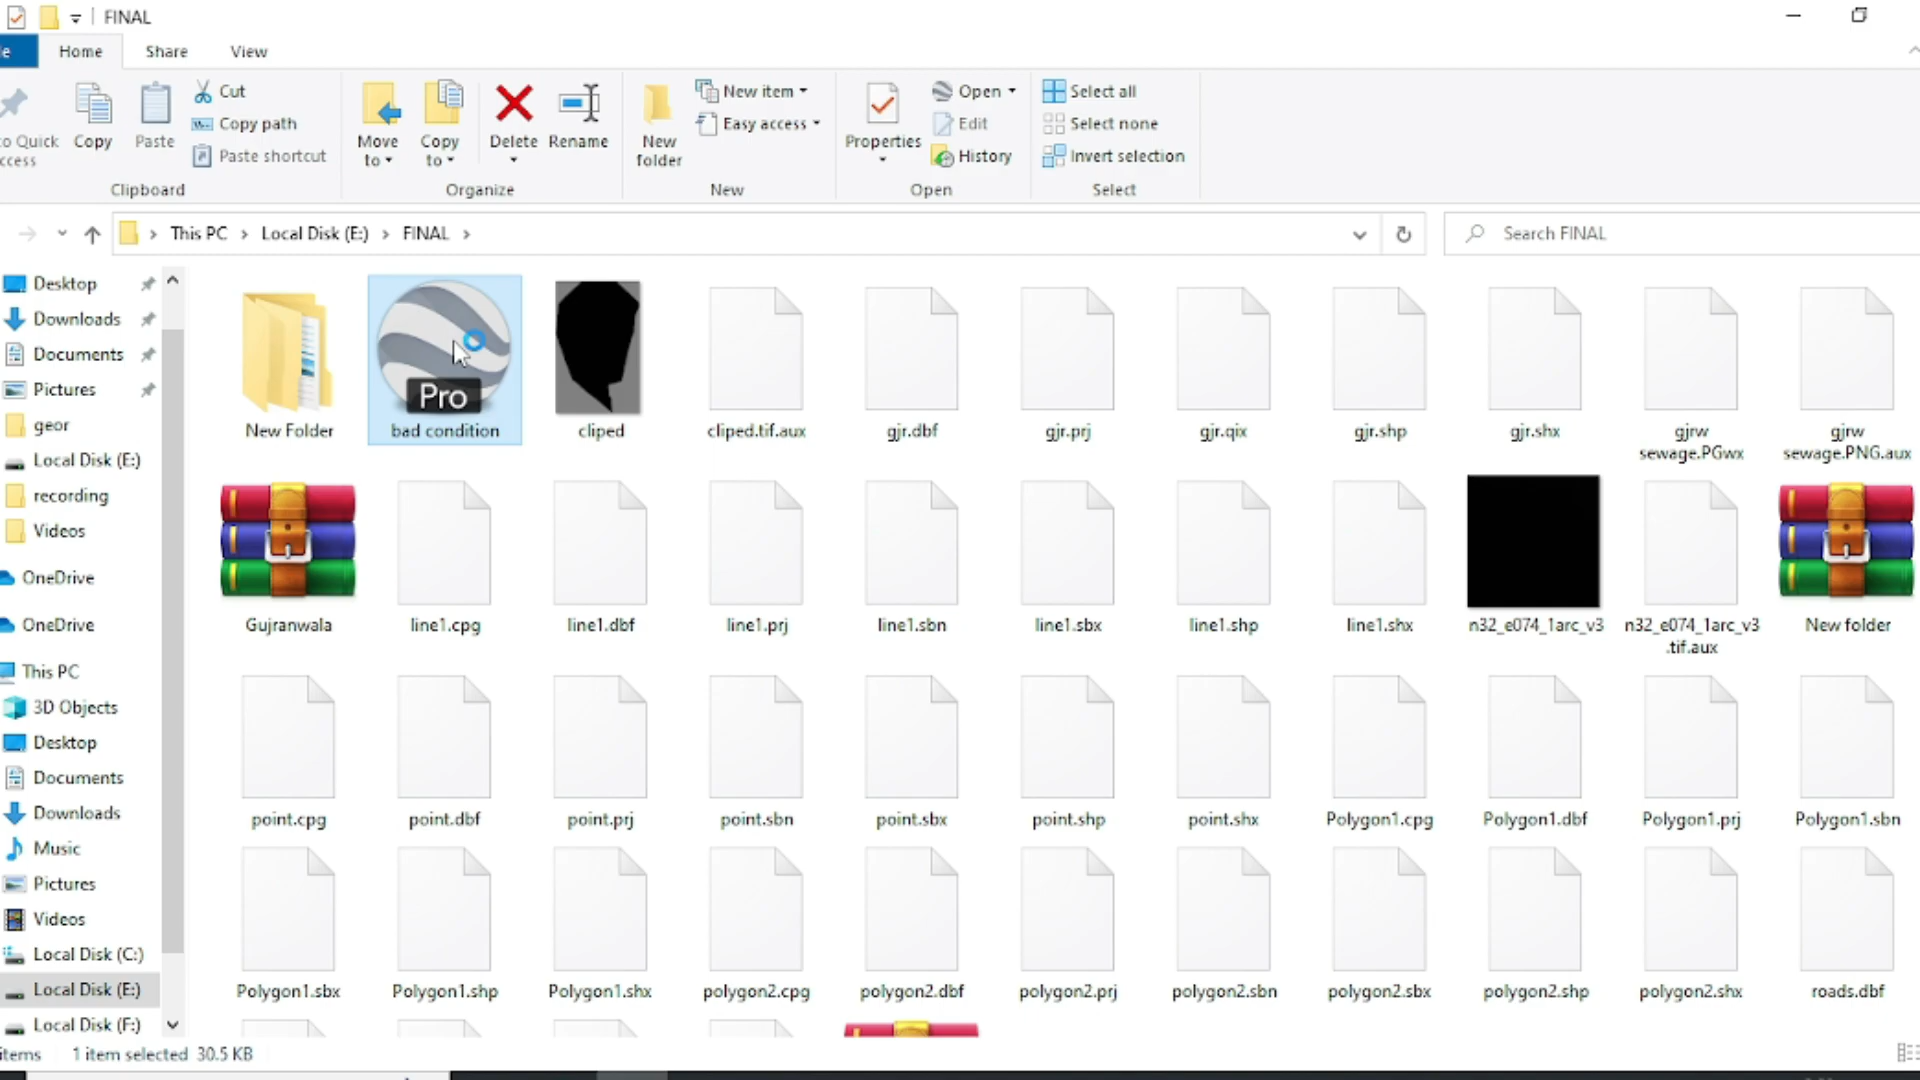 FINAL
Home Share View
Cut
Copy path
Paste shortcut
Copy
Paste
Clipboard
Move to
Copy to
Delete
Rename
Organize
New folder
New item
Easy access
New
Properties
Open
Edit
History
Open
Select all
Select none
Invert selection
Select
This PC > Local Disk (E:) > FINAL >
Search FINAL
Desktop
Downloads
Documents
Pictures
geor
Local Disk (E:)
recording
Videos
OneDrive
OneDrive
This PC
3D Objects
Desktop
Documents
Downloads
Music
Pictures
Videos
Local Disk (C:)
Local Disk (E:)
Local Disk (F:)
Pro
New Folder
bad condition
cliped
cliped.tif.aux
gjr.dbf
gjr.prj
gjr.qix
gjr.shp
gjr.shx
gjrw sewage.PGwx
gjrw sewage.PNG.aux
Gujranwala
line1.cpg
line1.dbf
line1.prj
line1.sbn
line1.sbx
line1.shp
line1.shx
n32_e074_1arc_v3
n32_e074_1arc_v3.tif.aux
New folder
point.cpg
point.dbf
point.prj
point.sbn
point.sbx
point.shp
point.shx
Polygon1.cpg
Polygon1.dbf
Polygon1.prj
Polygon1.sbn
Polygon1.sbx
Polygon1.shp
Polygon1.shx
polygon2.cpg
polygon2.dbf
polygon2.prj
polygon2.sbn
polygon2.sbx
polygon2.shp
polygon2.shx
roads.dbf
items 1 item selected 30.5 KB